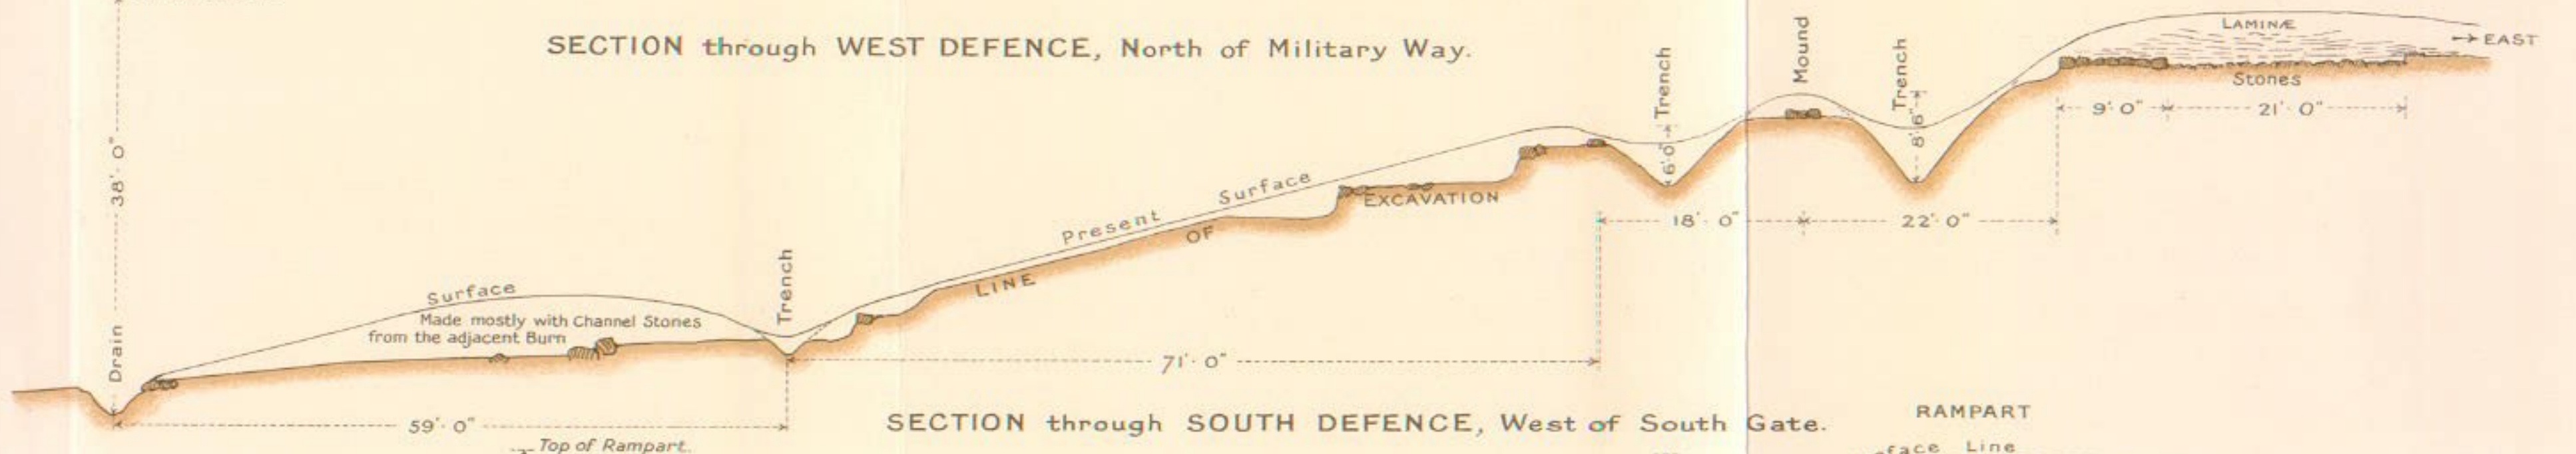 SECTION through WEST DEFENCE, North of Military Way.
Trench
Mound
Trench
LAMINÆ
EAST
Stones
9'·0"
21'·0"
38'·0"
6'·0"
8'·6"
Surface
Present
EXCAVATION
OF
LINE
18'·0"
22'·0"
Trench
Surface
Made mostly with Channel Stones
from the adjacent Burn
Drain
71'·0"
59'·0"
SECTION through SOUTH DEFENCE, West of South Gate.
RAMPART
Top of Rampart.
Line